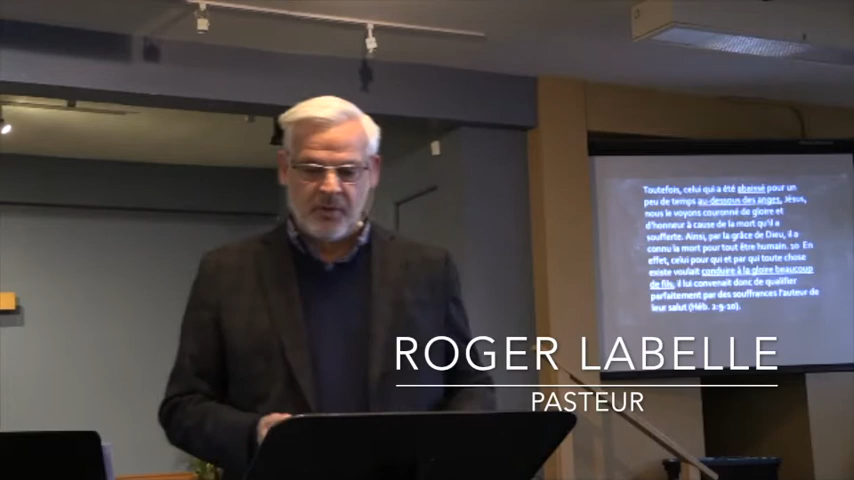 Toutefois, celui qui a été abaissé pour un
peu de temps au-dessous des anges, Jésus,
nous le voyons couronné de gloire et
d'honneur à cause de la mort qu'il a
soufferte. Ainsi, par la grâce de Dieu, il a
connu la mort pour tout être humain. 10 En
effet, celui pour qui et par qui toute chose
existe voulait conduire à la gloire beaucoup
de fils; il lui convenait donc de qualifier
parfaitement par des souffrances l'auteur de
leur salut (Héb. 2:9-10).
ROGER LABELLE
PASTEUR